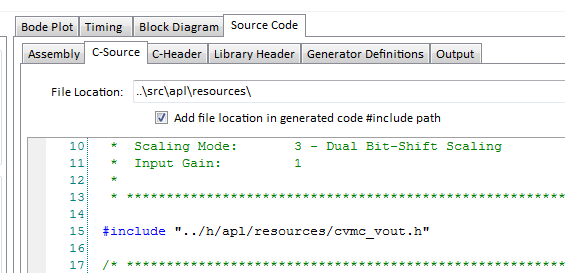 Bode Plot Timing Block Diagram Source Code
Assembly C-Source C-Header Library Header Generator Definitions Output
File Location: ..\src\apl\resources\
Add file location in generated code #include path
10 * Scaling Mode: 3 - Dual Bit-Shift Scaling
11 * Input Gain: 1
12 *
13 * *******************************************************
14
15 #include "../h/apl/resources/cvmc_vout.h"
16
17 /* *******************************************************